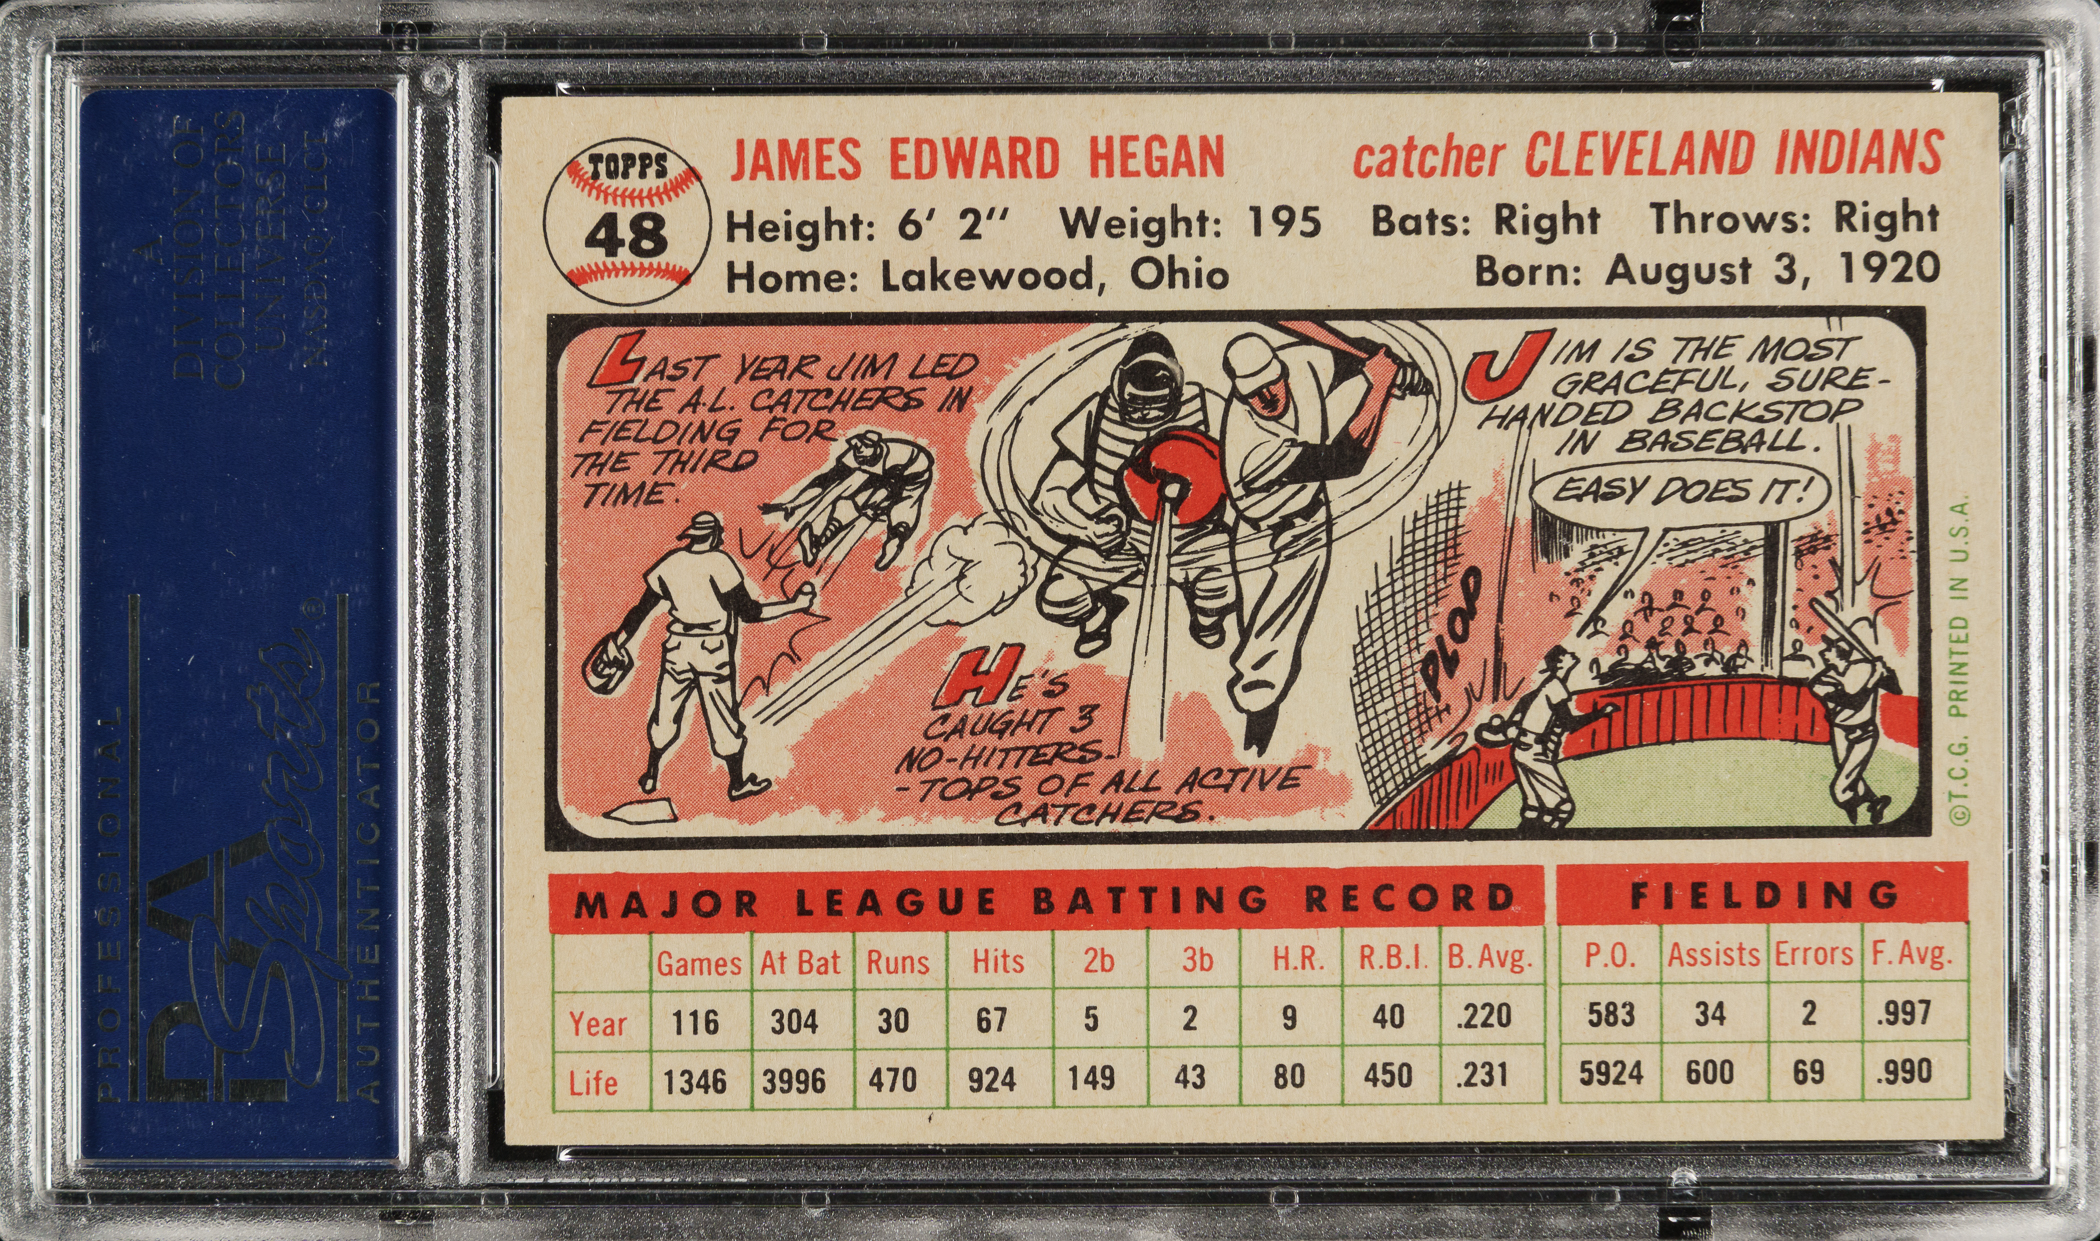 A
DIVISION OF
COLLECTORS
UNIVERSE
NASDAQ: CLCT
PROFESSIONAL
PSA
Sports®
AUTHENTICATOR
TOPPS
48
JAMES EDWARD HEGAN
catcher CLEVELAND INDIANS
Height: 6' 2" Weight: 195 Bats: Right Throws: Right
Home: Lakewood, Ohio
Born: August 3, 1920
LAST YEAR JIM LED
THE A.L. CATCHERS IN
FIELDING FOR
THE THIRD
TIME.
HE'S
CAUGHT 3
NO-HITTERS-
-TOPS OF ALL ACTIVE
CATCHERS.
JIM IS THE MOST
GRACEFUL, SURE-
HANDED BACKSTOP
IN BASEBALL.
EASY DOES IT!
PLOP
©T.C.G. PRINTED IN U.S.A.
MAJOR LEAGUE BATTING RECORD FIELDING
Games At Bat Runs Hits 2b 3b H.R. R.B.I. B. Avg. P.O. Assists Errors F. Avg.
Year 116 304 30 67 5 2 9 40 .220 583 34 2 .997
Life 1346 3996 470 924 149 43 80 450 .231 5924 600 69 .990